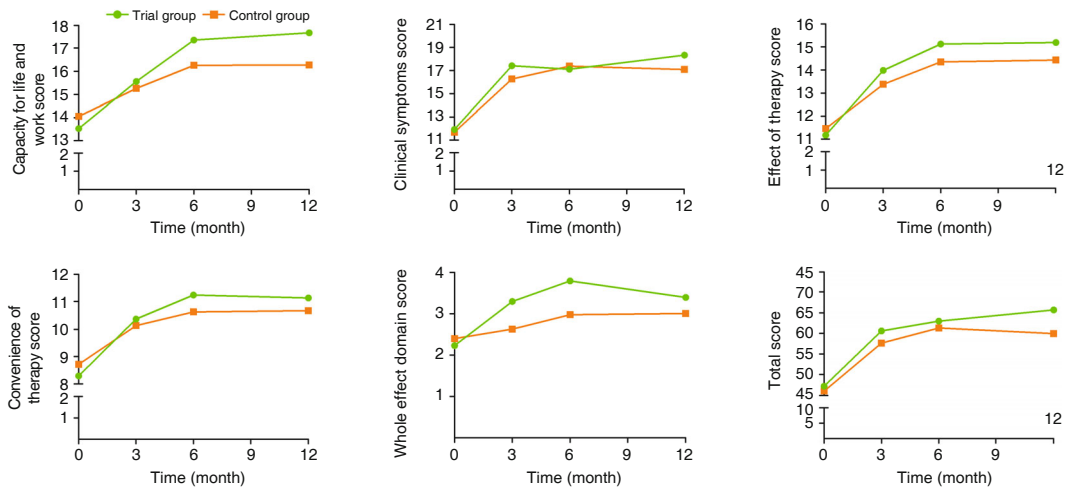 Trial group Control group
Capacity for life and
work score
18
17
16
15
14
13
2
1
0 3 6 9 12
Time (month)
Clinical symptoms score
21
19
17
15
13
11
2
1
0 3 6 9 12
Time (month)
Effect of therapy score
16
15
14
13
12
11
2
1
12
0 3 6 9
Time (month)
Convenience of
therapy score
12
11
10
9
8
2
1
0 3 6 9 12
Time (month)
Whole effect domain score
4
3
2
1
0 3 6 9 12
Time (month)
Total score
45
70
65
60
55
50
45
10
5
12
0 3 6 9
Time (month)